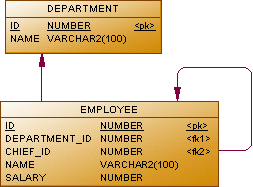 DEPARTMENT
ID NUMBER <pk>
NAME VARCHAR2(100)
EMPLOYEE
ID NUMBER <pk>
DEPARTMENT_ID NUMBER <fk1>
CHIEF_ID NUMBER <fk2>
NAME VARCHAR2(100)
SALARY NUMBER